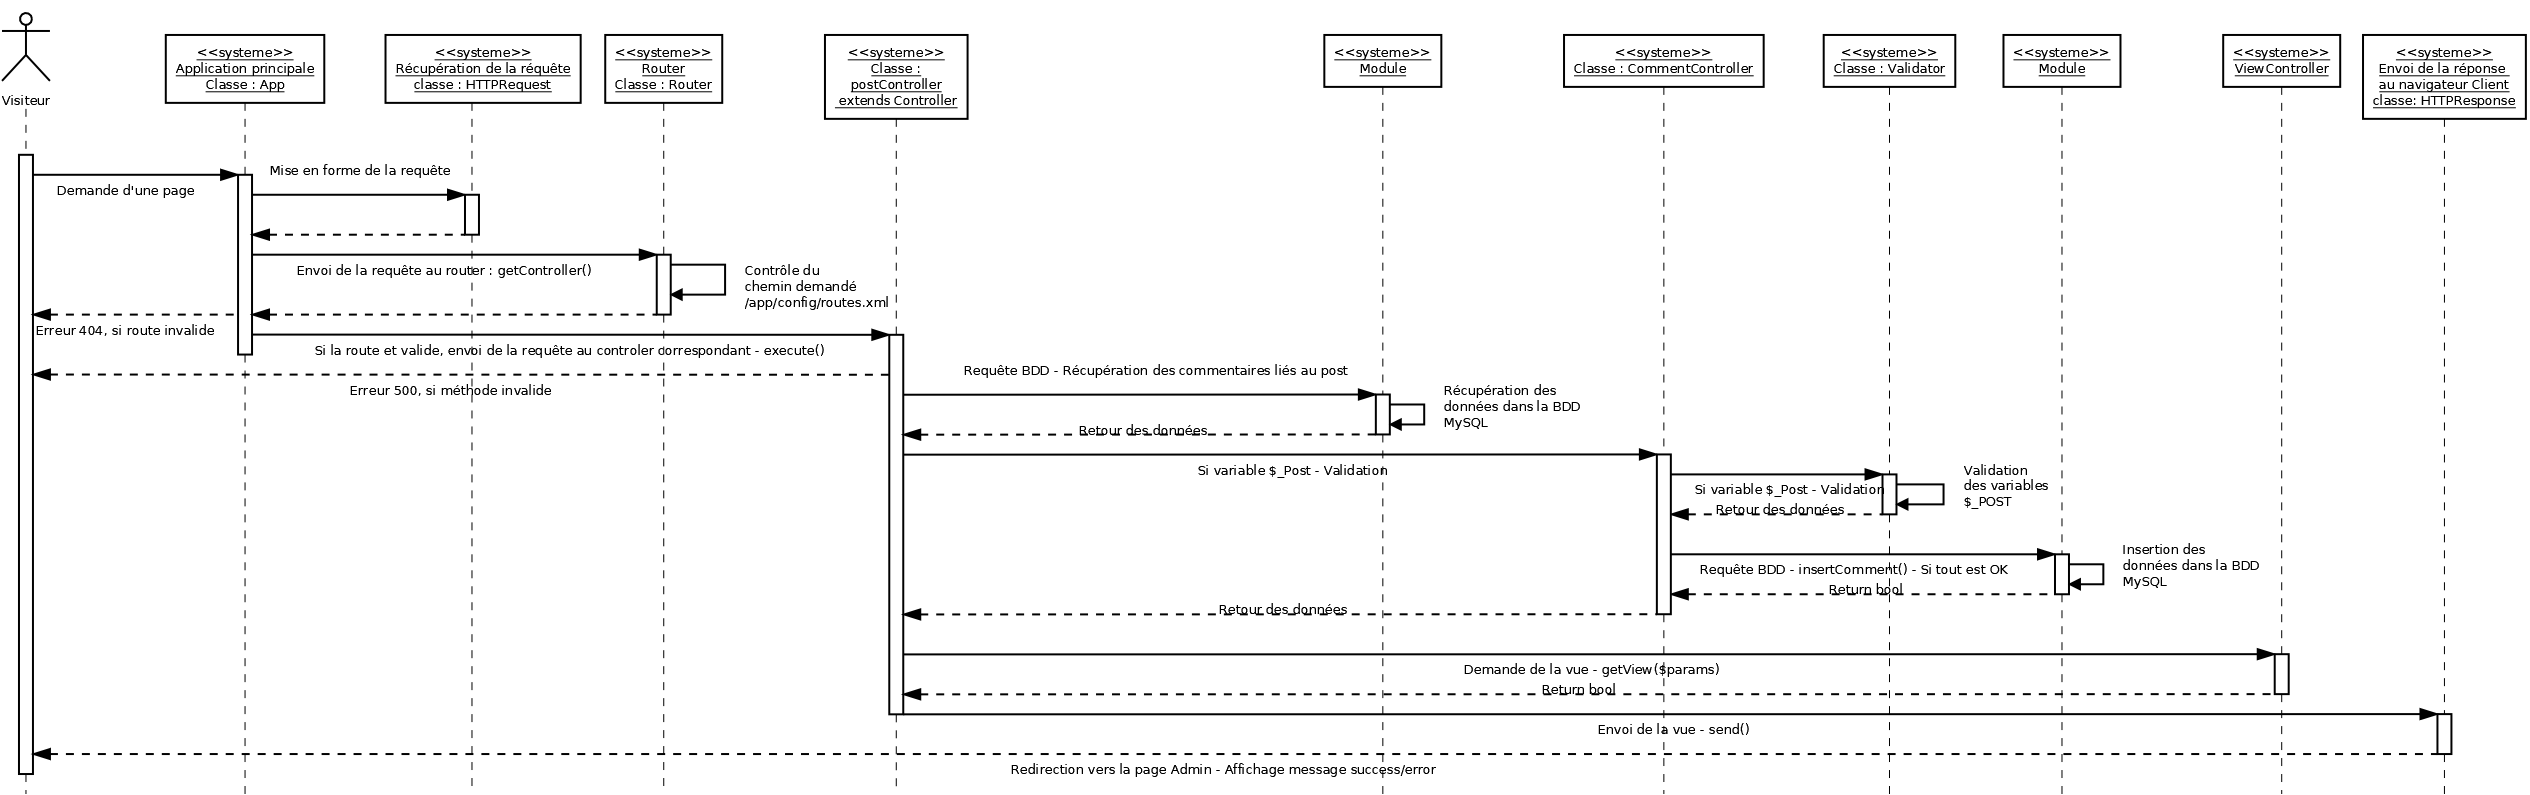 Visiteur
<<systeme>>
Application principale
Classe : App
<<systeme>>
Récupération de la réquête
classe : HTTPRequest
<<systeme>>
Router
Classe : Router
<<systeme>>
Classe :
postController
extends Controller
<<systeme>>
Module
<<systeme>>
Classe : CommentController
<<systeme>>
Classe : Validator
<<systeme>>
Module
<<systeme>>
ViewController
<<systeme>>
Envoi de la réponse
au navigateur Client
classe: HTTPResponse
Demande d'une page
Mise en forme de la requête
Envoi de la requête au router : getController()
Contrôle du
chemin demandé
/app/config/routes.xml
Erreur 404, si route invalide
Si la route et valide, envoi de la requête au controler correspondant - execute()
Erreur 500, si méthode invalide
Requête BDD - Récupération des commentaires liés au post
Récupération des
données dans la BDD
MySQL
Retour des données
Si variable $_Post - Validation
Si variable $_Post - Validation
Validation
des variables
$_POST
Retour des données
Requête BDD - insertComment() - Si tout est OK
Insertion des
données dans la BDD
MySQL
Return bool
Retour des données
Demande de la vue - getView($params)
Return bool
Envoi de la vue - send()
Redirection vers la page Admin - Affichage message success/error